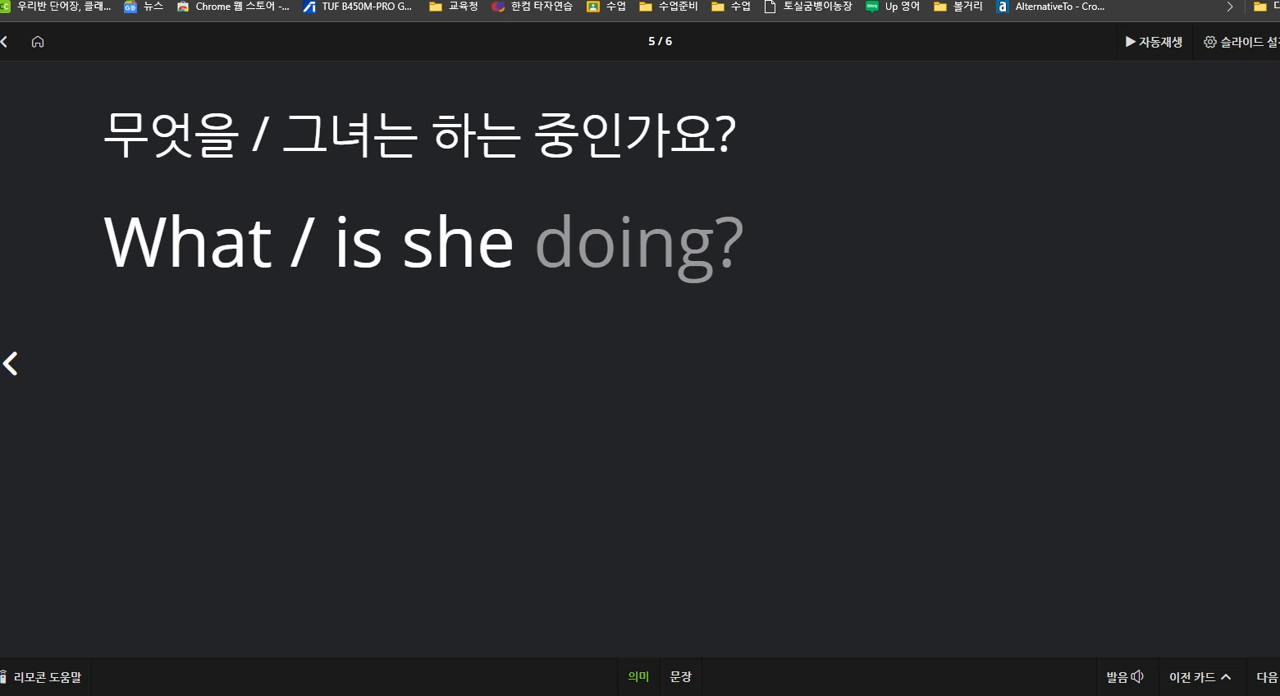 우리반 단어장, 클래... 뉴스 Chrome 웹 스토어 -... TUF B450M-PRO G... 교육청 한컴 타자연습 수업 수업준비 수업 토실굼벵이농장 Up 영어 볼거리 AlternativeTo - Cro...
5 / 6 자동재생 슬라이드
무엇을 / 그녀는 하는 중인가요?
What / is she doing?
리모콘 도움말 의미 문장 발음 이전 카드 다음